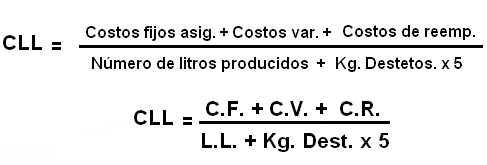 CLL = Costos fijos asig. + Costos var. + Costos de reemp.
Número de litros producidos + Kg. Destetos. x 5
CLL = C.F. + C.V. + C.R.
L.L. + Kg. Dest. x 5